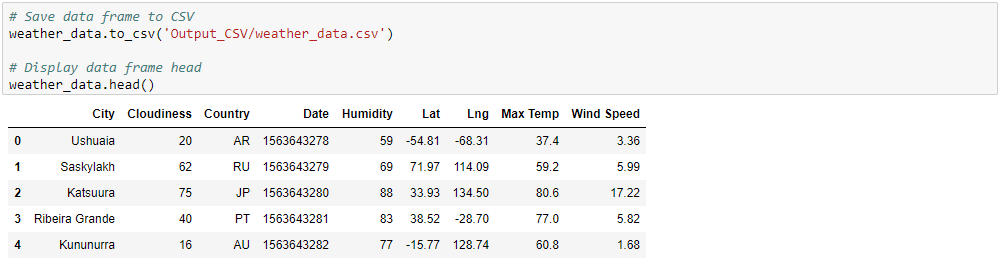 # Save data frame to CSV
weather_data.to_csv('Output_CSV/weather_data.csv')
# Display data frame head
weather_data.head()
City Cloudiness Country Date Humidity Lat Lng Max Temp Wind Speed
0 Ushuaia 20 AR 1563643278 59 -54.81 -68.31 37.4 3.36
1 Saskylakh 62 RU 1563643279 69 71.97 114.09 59.2 5.99
2 Katsuura 75 JP 1563643280 88 33.93 134.50 80.6 17.22
3 Ribeira Grande 40 PT 1563643281 83 38.52 -28.70 77.0 5.82
4 Kununurra 16 AU 1563643282 77 -15.77 128.74 60.8 1.68